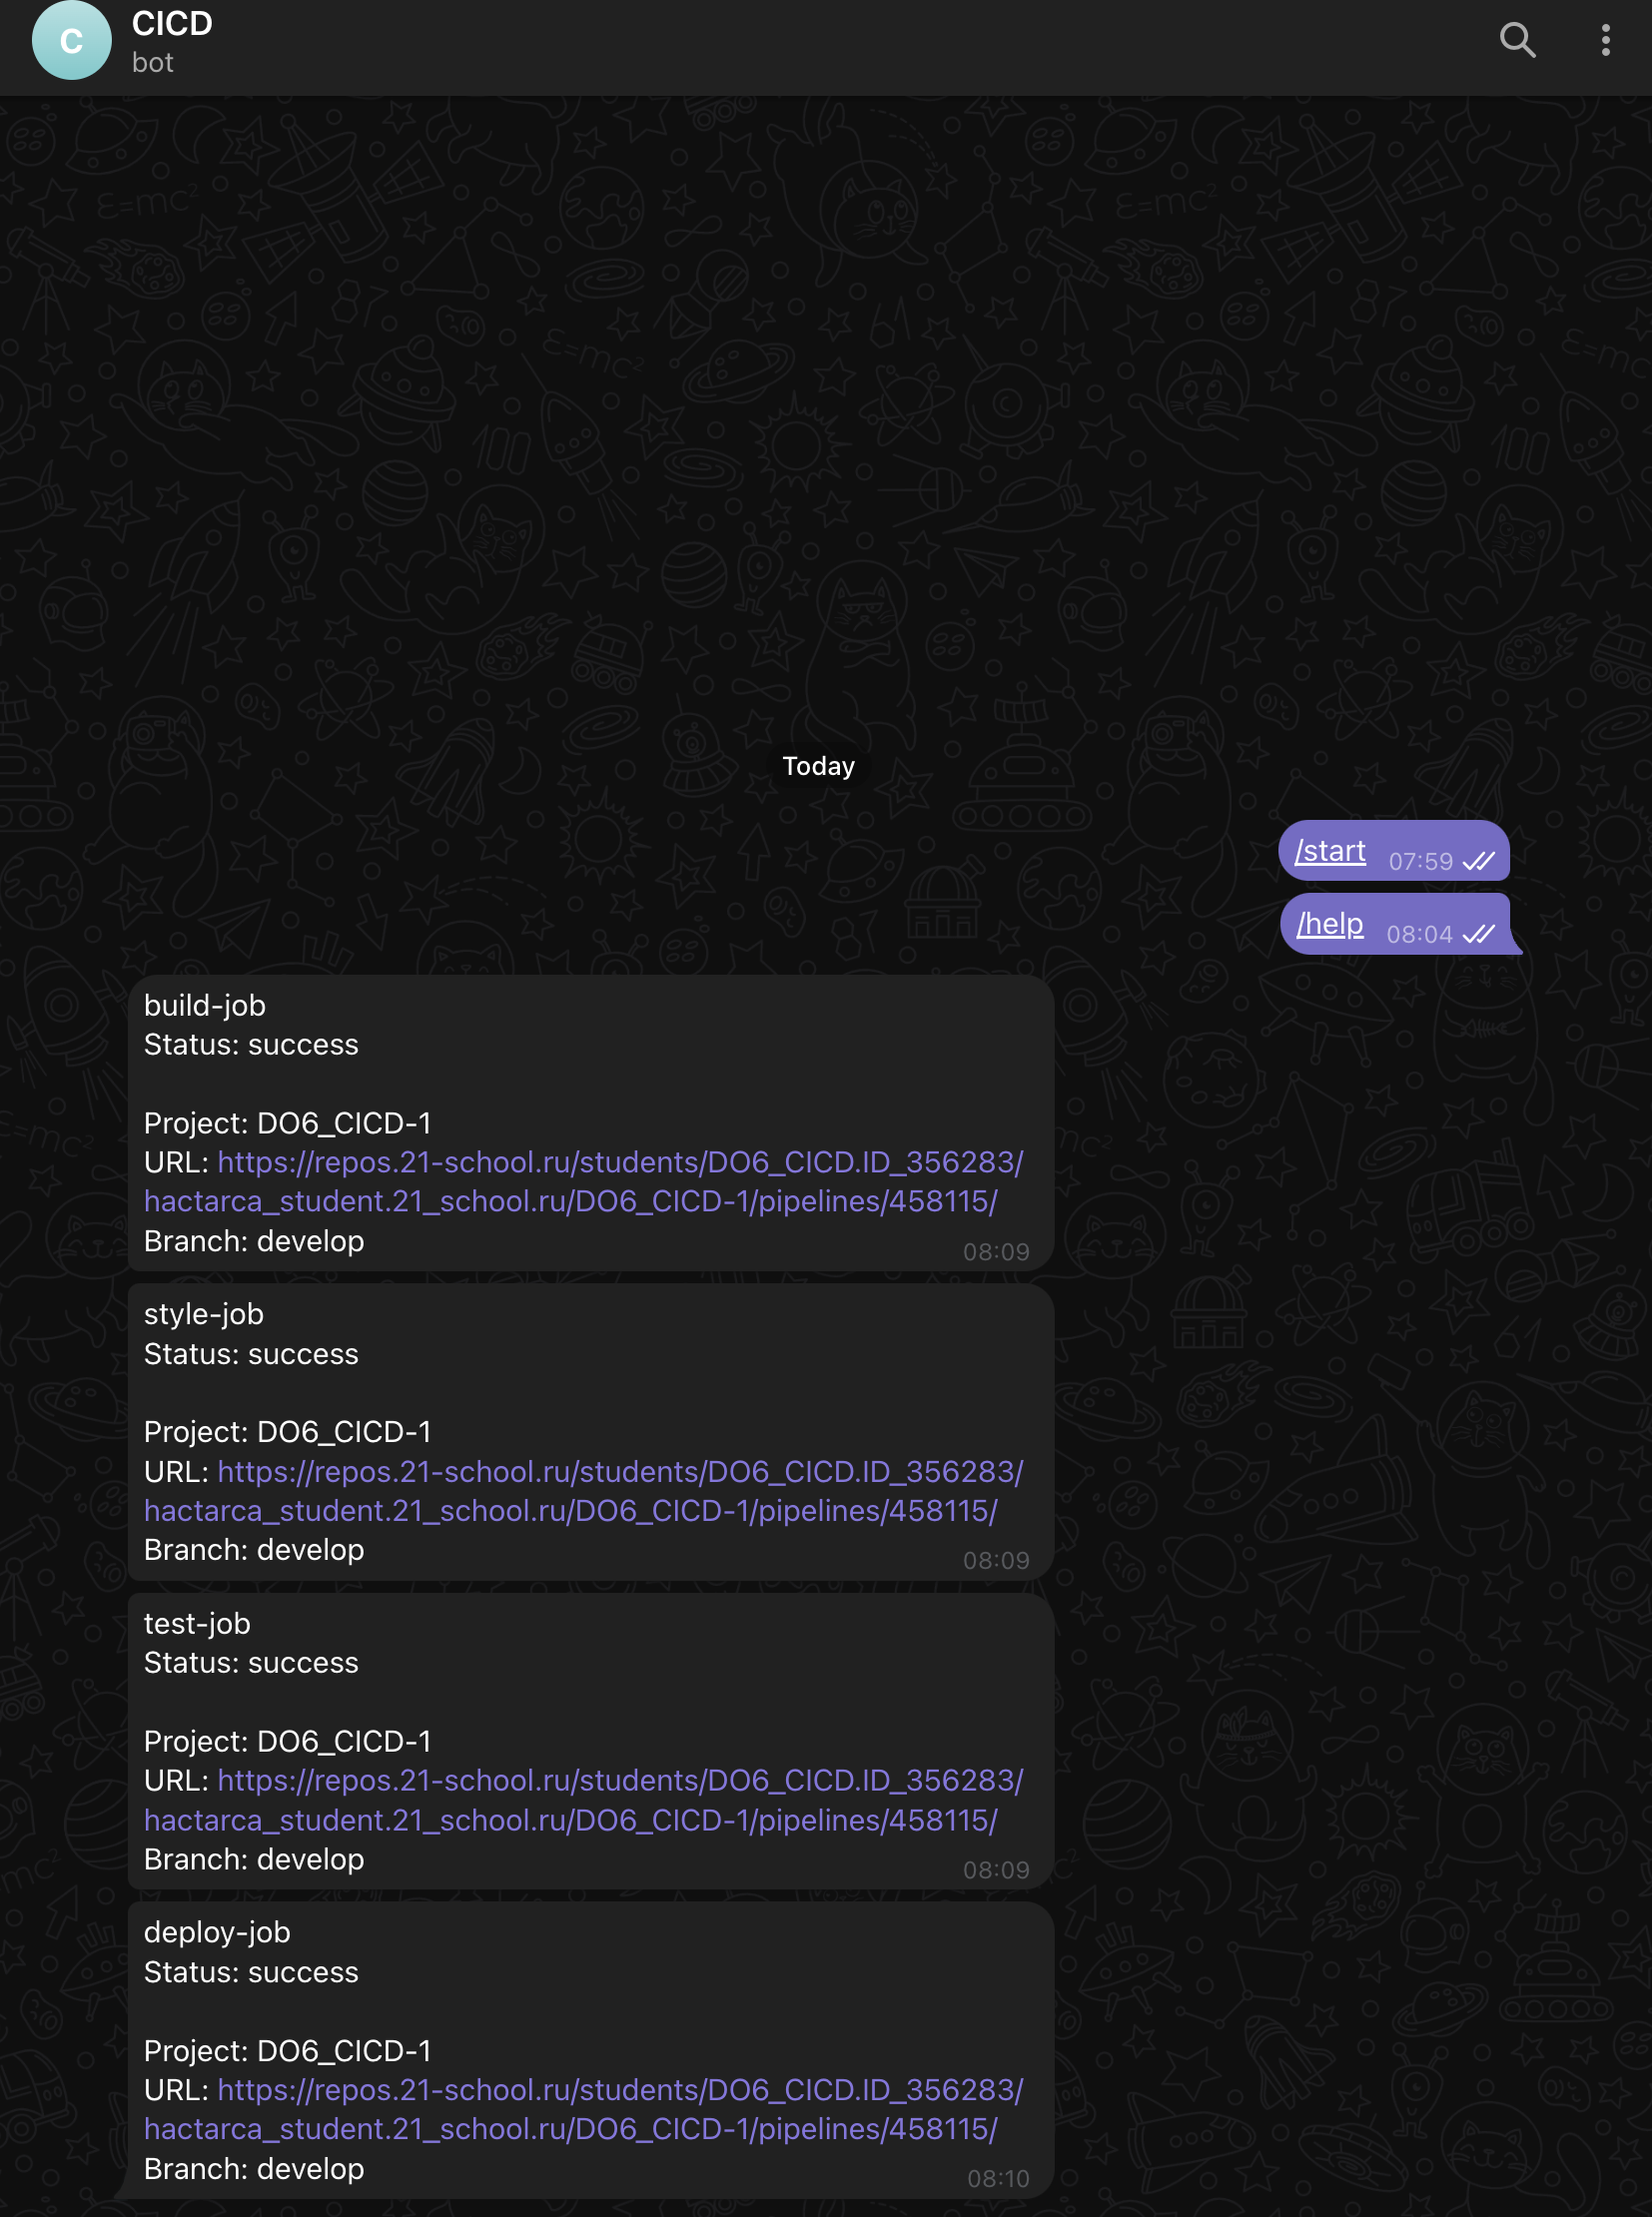 C
CICD
bot
Today
/start 07:59
/help 08:04
build-job
Status: success
Project: DO6_CICD-1
URL: https://repos.21-school.ru/students/DO6_CICD.ID_356283/
hactarca_student.21_school.ru/DO6_CICD-1/pipelines/458115/
Branch: develop
08:09
style-job
Status: success
Project: DO6_CICD-1
URL: https://repos.21-school.ru/students/DO6_CICD.ID_356283/
hactarca_student.21_school.ru/DO6_CICD-1/pipelines/458115/
Branch: develop
08:09
test-job
Status: success
Project: DO6_CICD-1
URL: https://repos.21-school.ru/students/DO6_CICD.ID_356283/
hactarca_student.21_school.ru/DO6_CICD-1/pipelines/458115/
Branch: develop
08:09
deploy-job
Status: success
Project: DO6_CICD-1
URL: https://repos.21-school.ru/students/DO6_CICD.ID_356283/
hactarca_student.21_school.ru/DO6_CICD-1/pipelines/458115/
Branch: develop
08:10